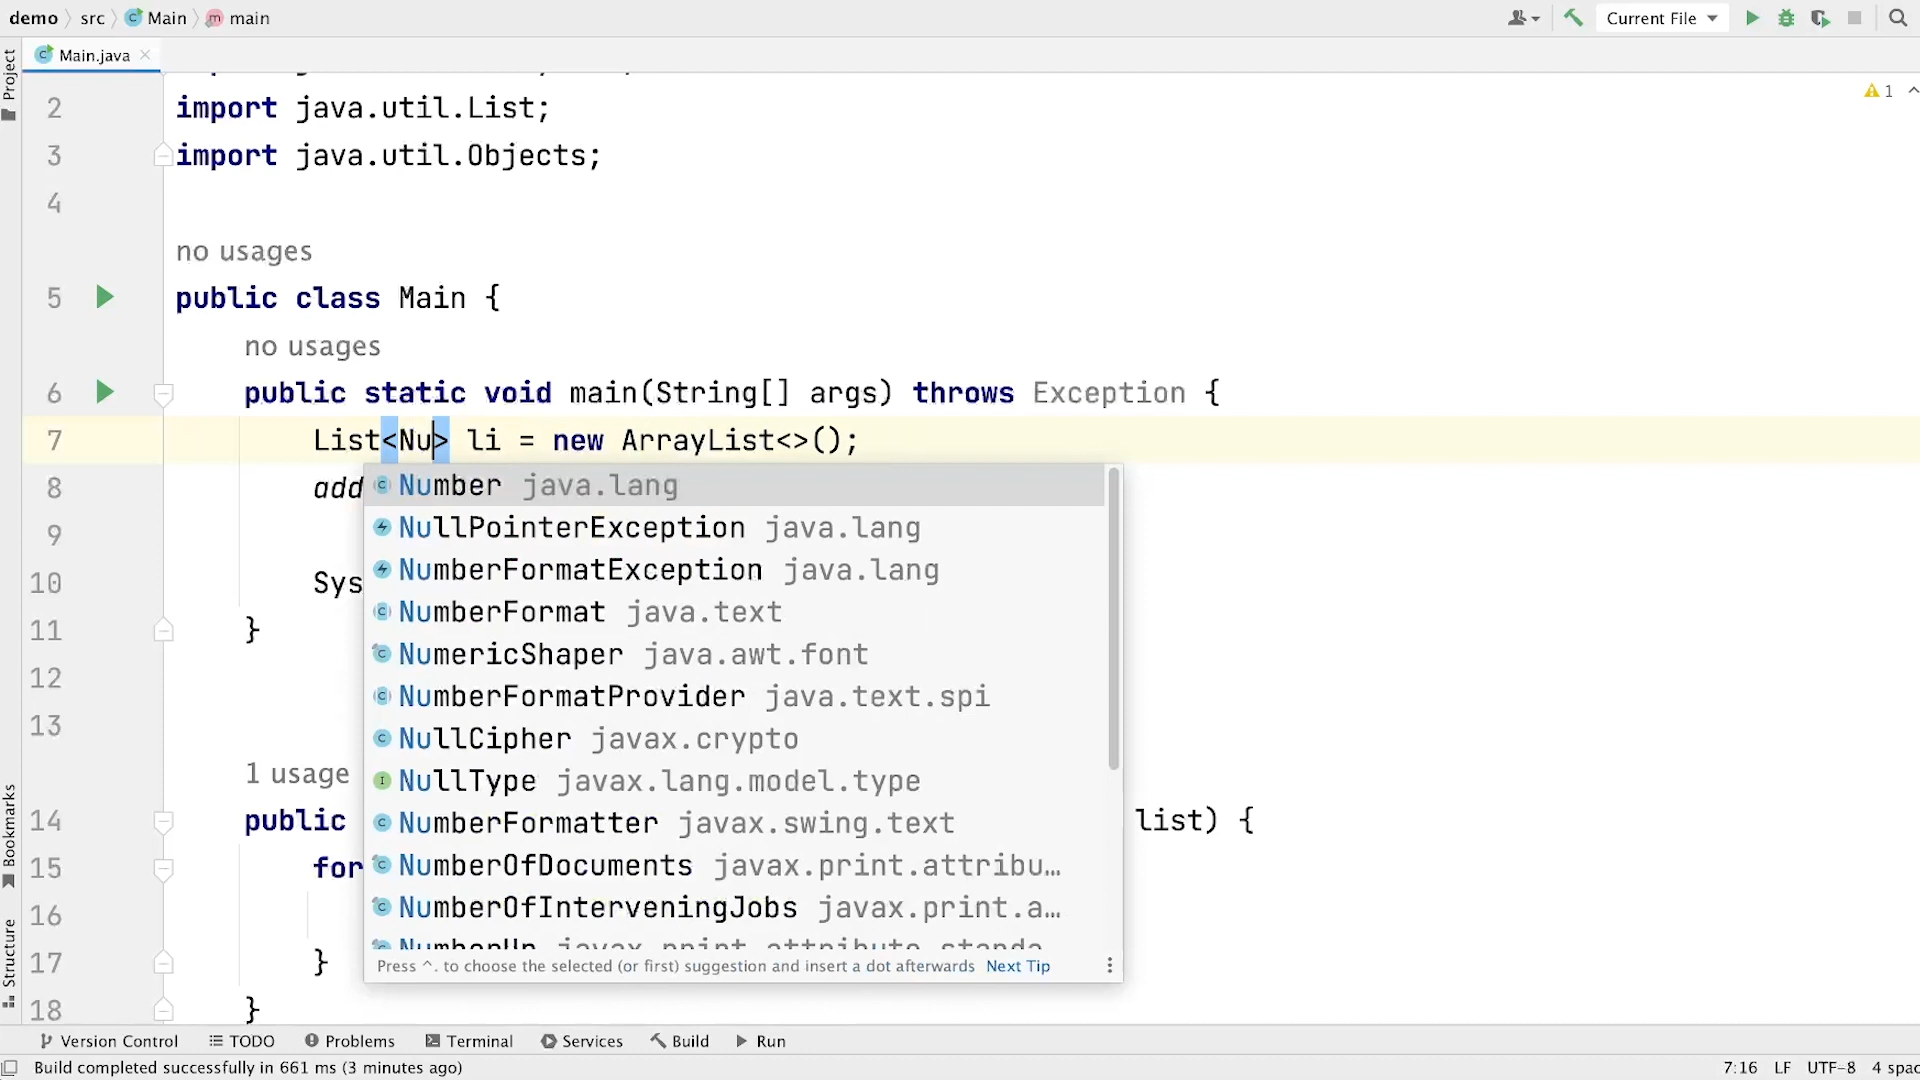 demo src Main main
Current File
Project
Main.java
1
2 import java.util.List;
3 import java.util.Objects;
4
no usages
5 public class Main {
no usages
6 public static void main(String[] args) throws Exception {
7 List<Nu> li = new ArrayList<>();
8 add
9
10 Sys
11 }
12
13
Number java.lang
NullPointerException java.lang
NumberFormatException java.lang
NumberFormat java.text
NumericShaper java.awt.font
NumberFormatProvider java.text.spi
NullCipher javax.crypto
NullType javax.lang.model.type
NumberFormatter javax.swing.text
NumberOfDocuments javax.print.attribu…
NumberOfInterveningJobs javax.print.a…
NumberUp javax.print.attribute.standa
Press ^. to choose the selected (or first) suggestion and insert a dot afterwards Next Tip
1 usage
14 public list) {
15 for
16
17 }
18 }
Bookmarks
Structure
Version Control TODO Problems Terminal Services Build Run
Build completed successfully in 661 ms (3 minutes ago)
7:16 LF UTF-8 4 spac